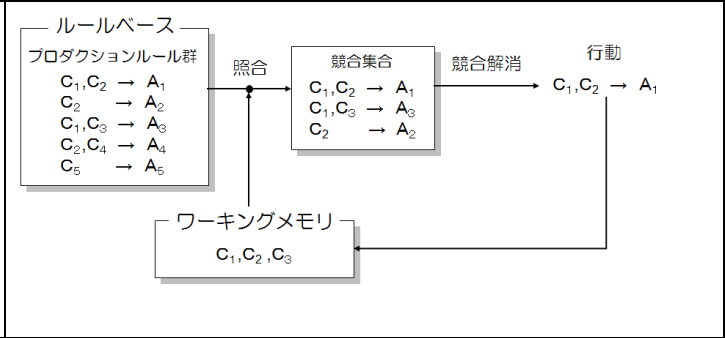 ルールベース
プロダクションルール群
C₁,C₂ → A₁
C₂ → A₂
C₁,C₃ → A₃
C₂,C₄ → A₄
C₅ → A₅
照合
競合集合
C₁,C₂ → A₁
C₁,C₃ → A₃
C₂ → A₂
競合解消
行動
C₁,C₂ → A₁
ワーキングメモリ
C₁,C₂ ,C₃